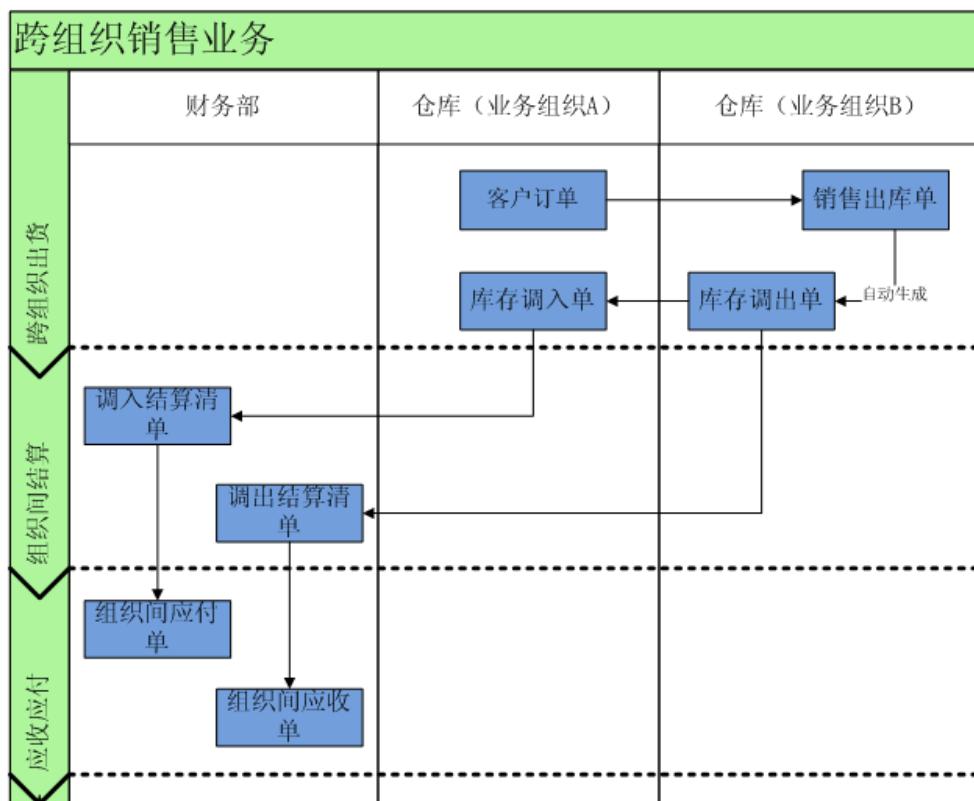 跨组织销售业务
财务部
仓库（业务组织A）
仓库（业务组织B）
跨组织出货
客户订单
销售出库单
库存调入单
库存调出单
自动生成
组织间结算
调入结算清
单
调出结算清
单
应收应付
组织间应付
单
组织间应收
单